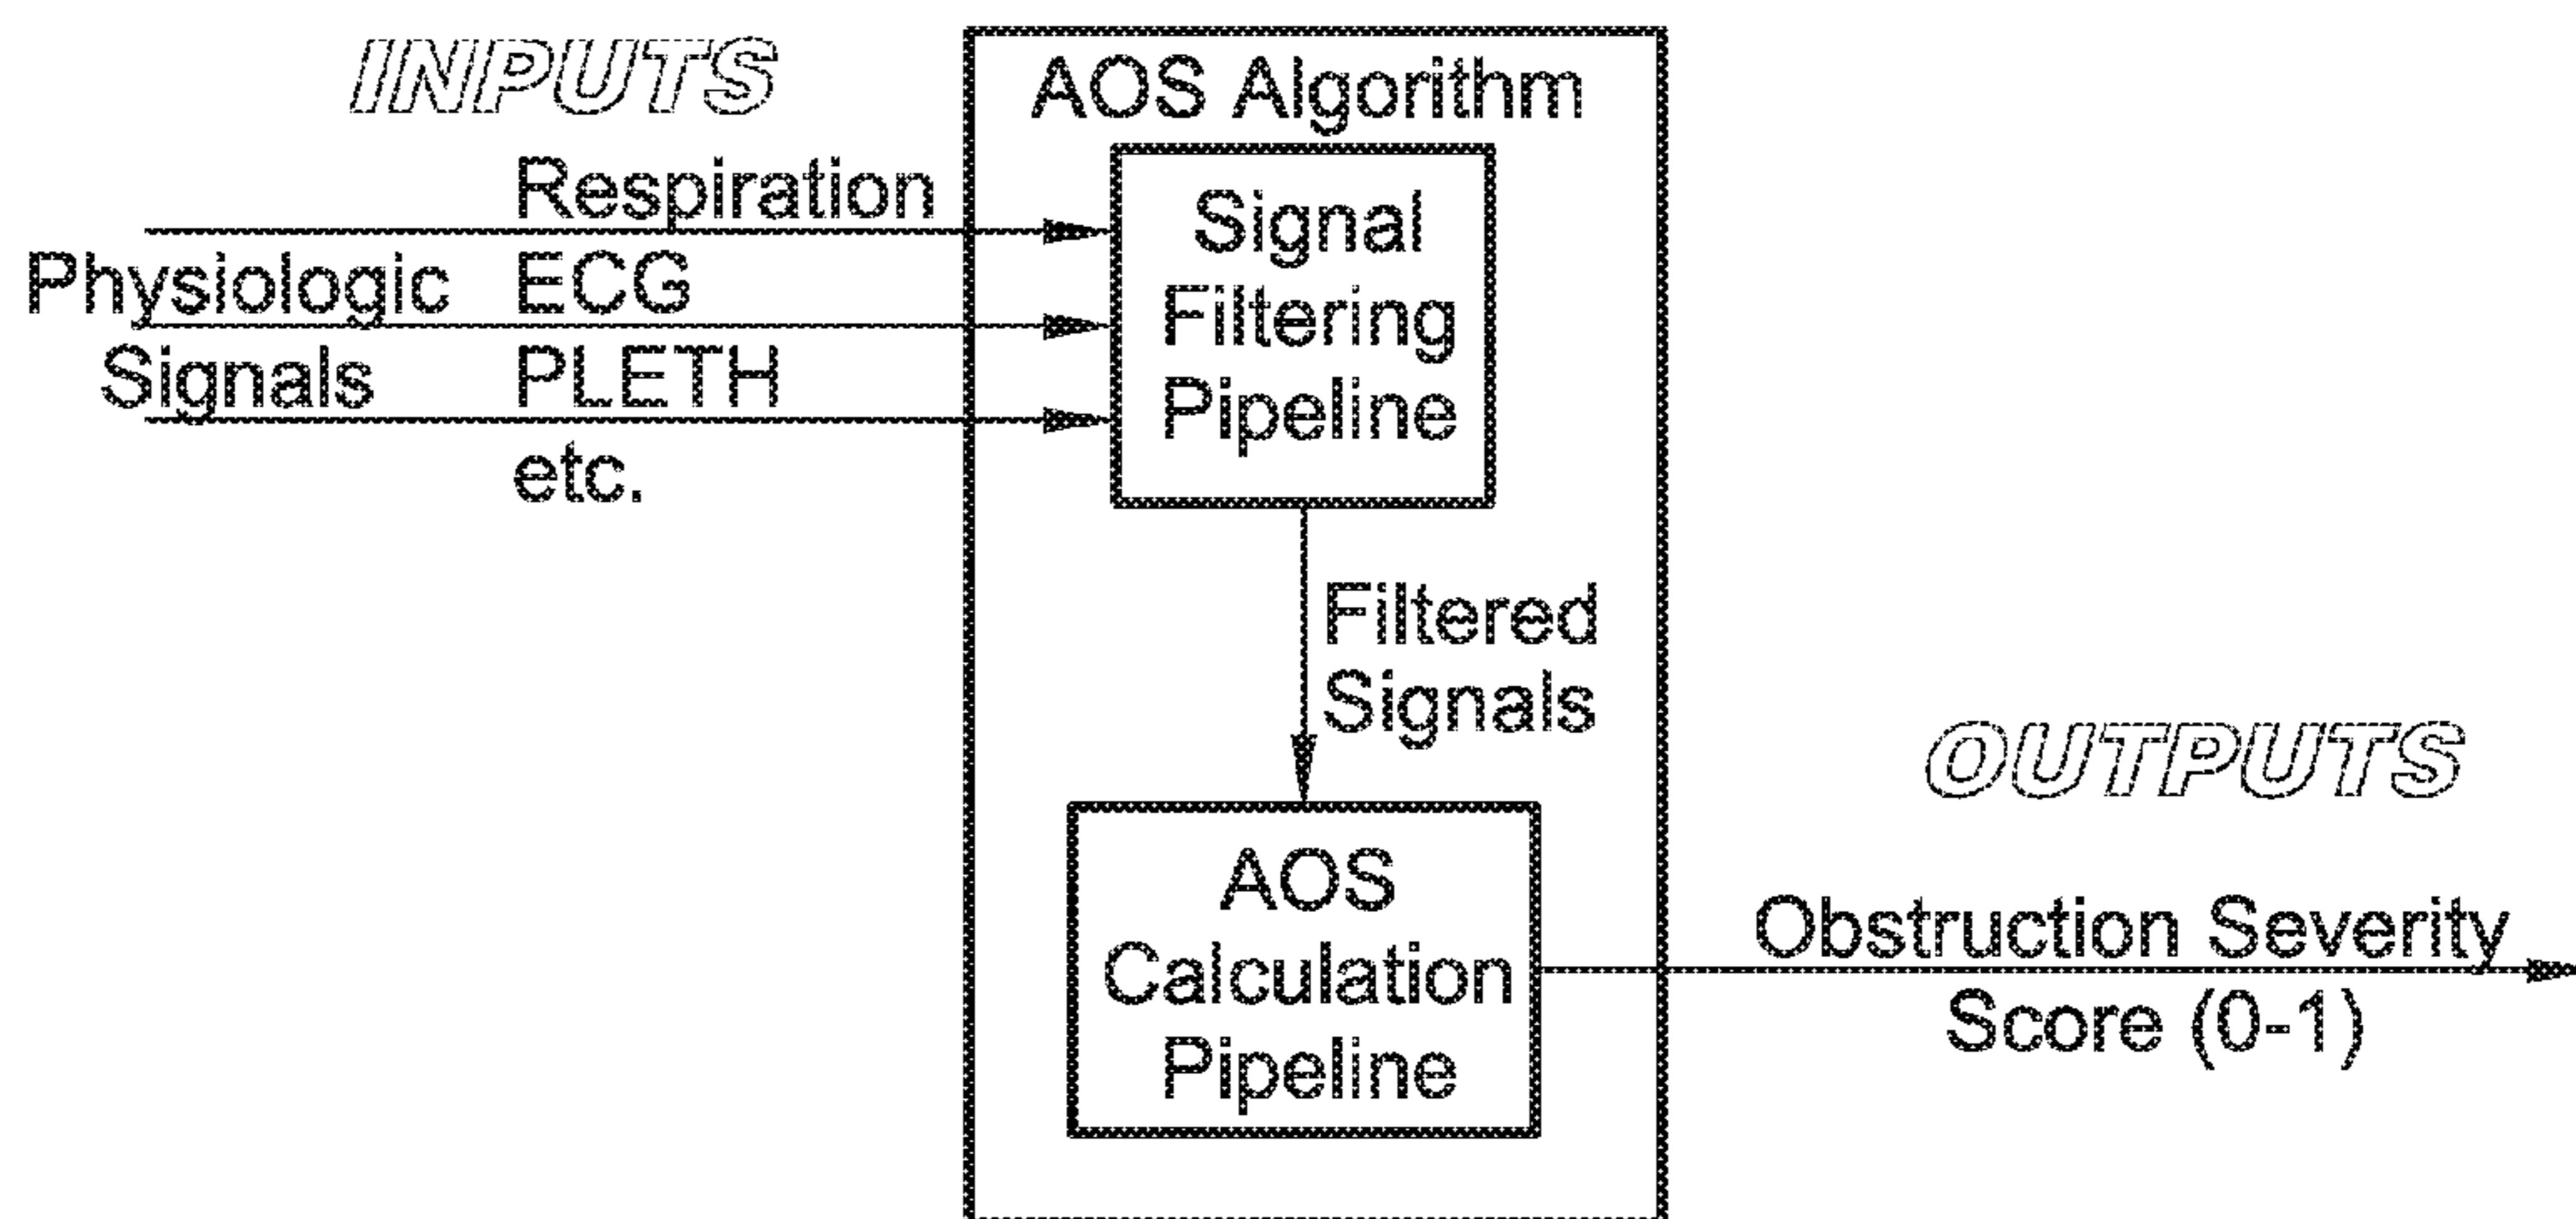 INPUTS
Respiration
Physiologic ECG
Signals PLETH
etc.
AOS Algorithm
Signal
Filtering
Pipeline
Filtered
Signals
AOS
Calculation
Pipeline
OUTPUTS
Obstruction Severity
Score (0-1)